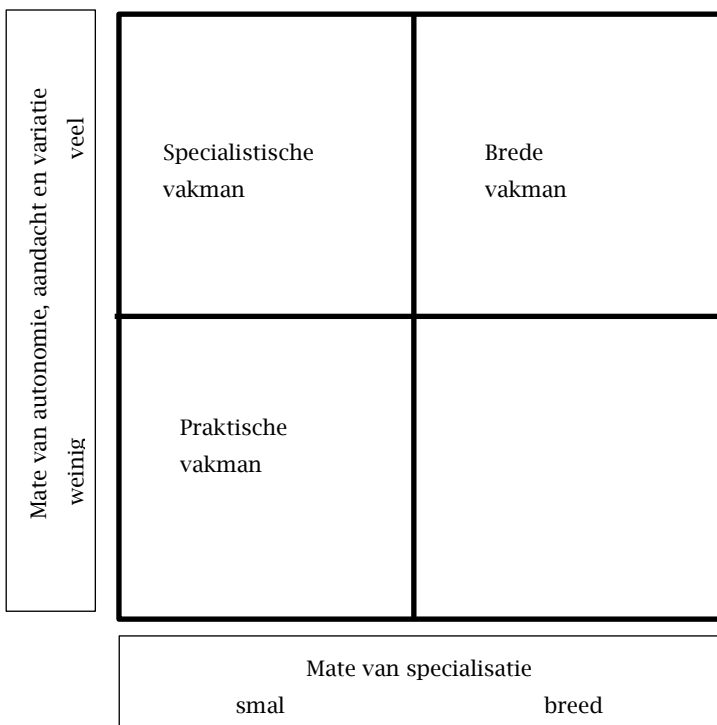 Mate van autonomie, aandacht en variatie
weinig veel
Specialistische
vakman
Brede
vakman
Praktische
vakman
Mate van specialisatie
smal breed